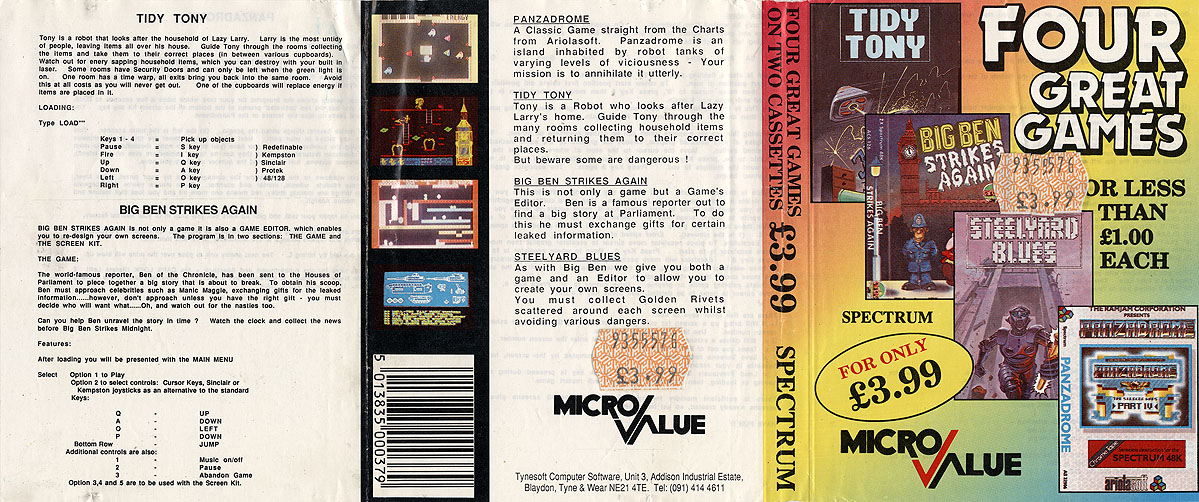 TIDY TONY
Tony is a robot that looks after the household of Lazy Larry. Larry is the most untidy
of people, leaving items all over his house. Guide Tony through the rooms collecting
the items and take them to their correct places (in between various cupboards).
Watch out for enery sapping household items, which you can destroy with your built in
laser. Some rooms have Security Doors and can only be left when the green light is
on. One room has a time warp, all exits bring you back into the same room. Avoid
this at all costs as you will never get out. One of the cupboards will replace energy if
items are placed in it.
LOADING:
Type LOAD""
Keys 1 - 4 = Pick up objects
Pause = S key ) Redefinable
Fire = I key ) Kempston
Up = O key ) Sinclair
Down = A key ) Protek
Left = O key ) 48/128
Right = P key
BIG BEN STRIKES AGAIN
BIG BEN STRIKES AGAIN is not only a game it is also a GAME EDITOR, which enables
you to re-design your own screens. The program is in two sections: THE GAME and
THE SCREEN KIT.
THE GAME:
The world-famous reporter, Ben of the Chronicle, has been sent to the Houses of
Parliament to piece together a big story that is about to break. To obtain his scoop,
Ben must approach celebrities such as Manic Maggie, exchanging gifts for the leaked
information......however, don't approach unless you have the right gift - you must
decide who will want what.....Oh, and watch out for the nasties too.
Can you help Ben unravel the story in time ? Watch the clock and collect the news
before Big Ben Strikes Midnight.
Features:
After loading you will be presented with the MAIN MENU
Select Option 1 to Play
Option 2 to select controls: Cursor Keys, Sinclair or
Kempston joysticks as an alternative to the standard
Keys:
Q - UP
A - DOWN
O - LEFT
P - DOWN
Bottom Row - JUMP
Additional controls are also:
1 - Music on/off
2 - Pause
3 - Abandon Game
Option 3,4 and 5 are to be used with the Screen Kit.
ENERGY
5 013835 000379
PANZADROME
A Classic Game straight from the Charts
from Ariolasoft. Panzadrome is an
island inhabited by robot tanks of
varying levels of viciousness - Your
mission is to annihilate it utterly.
TIDY TONY
Tony is a Robot who looks after Lazy
Larry's home. Guide Tony through the
many rooms collecting household items
and returning them to their correct
places.
But beware some are dangerous !
BIG BEN STRIKES AGAIN
This is not only a game but a Game's
Editor. Ben is a famous reporter out to
find a big story at Parliament. To do
this he must exchange gifts for certain
leaked information.
STEELYARD BLUES
As with Big Ben we give you both a
game and an Editor to allow you to
create your own screens.
You must collect Golden Rivets
scattered around each screen whilst
avoiding various dangers.
9355578
£3.99
MICRO VALUE
Tynesoft Computer Software, Unit 3, Addison Industrial Estate,
Blaydon, Tyne & Wear NE21 4TE. Tel: (091) 414 4611
FOUR GREAT GAMES
ON TWO CASSETTES
£3.99
SPECTRUM
FOUR
GREAT
GAMES
TIDY
TONY
BIG BEN
STRIKES
AGAIN
BIG BEN
STRIKES AGAIN
9355578
£3.99
FOR LESS
THAN
£1.00
EACH
STEELYARD
BLUES
SPECTRUM
FOR ONLY
£3.99
MICRO VALUE
THE RAMJAM CORPORATION
PRESENTS
PANZADROME
PANZADROME
PART IV
SPECTRUM 48K
ariolasoft